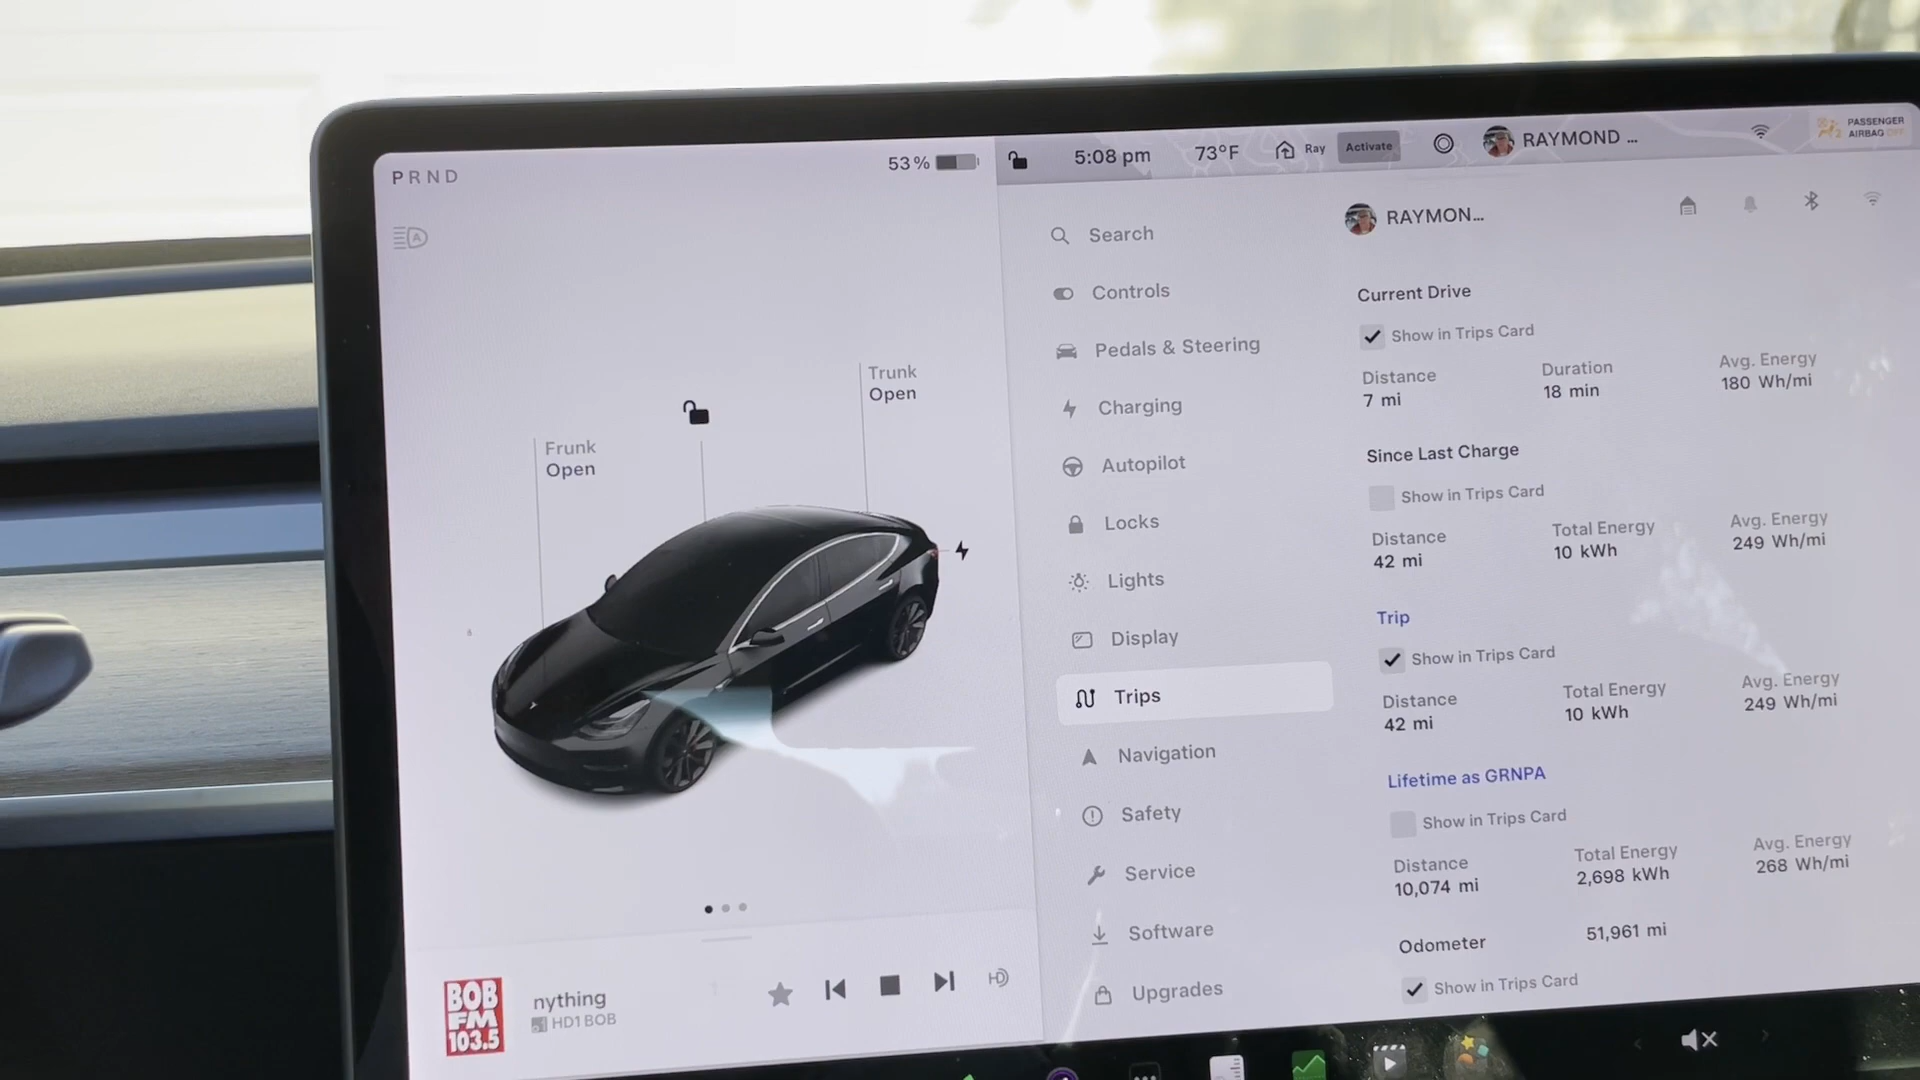 PRND
53%
5:08 pm
73°F
Ray
Activate
RAYMOND ...
PASSENGER
AIRBAG OFF
A
Frunk
Open
Trunk
Open
BOB
FM
103.5
nything
HD1 BOB
HD
Search
Controls
Pedals & Steering
Charging
Autopilot
Locks
Lights
Display
Trips
Navigation
Safety
Service
Software
Upgrades
RAYMON...
Current Drive
Show in Trips Card
Distance Duration Avg. Energy
7 mi 18 min 180 Wh/mi
Since Last Charge
Show in Trips Card
Distance Total Energy Avg. Energy
42 mi 10 kWh 249 Wh/mi
Trip
Show in Trips Card
Distance Total Energy Avg. Energy
42 mi 10 kWh 249 Wh/mi
Lifetime as GRNPA
Show in Trips Card
Distance Total Energy Avg. Energy
10,074 mi 2,698 kWh 268 Wh/mi
Odometer 51,961 mi
Show in Trips Card